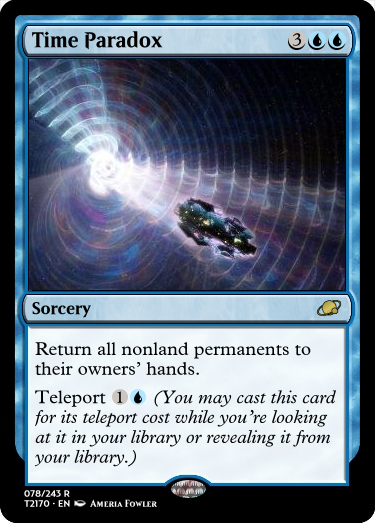 Time Paradox 3
Sorcery
Return all nonland permanents to
their owners' hands.
Teleport 1 (You may cast this card
for its teleport cost while you're looking
at it in your library or revealing it from
your library.)
078/243 R
T2170 • EN AMERIA FOWLER